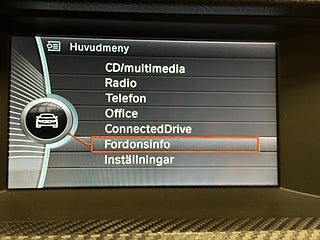 Huvudmeny
CD/multimedia
Radio
Telefon
Office
ConnectedDrive
Fordonsinfo
Inställningar